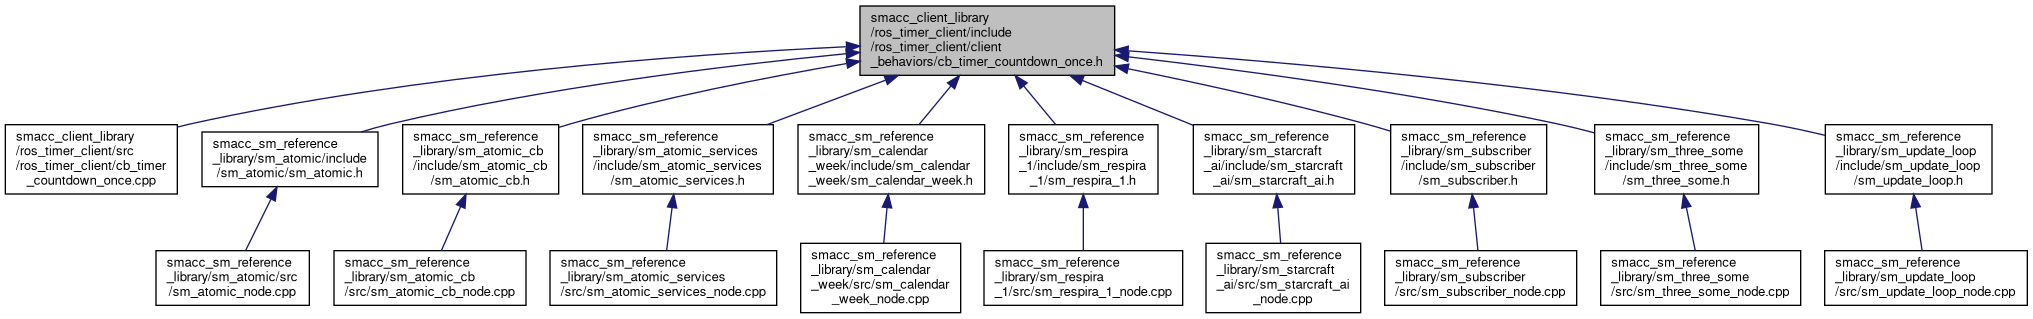 smacc_client_library
/ros_timer_client/include
/ros_timer_client/client
_behaviors/cb_timer_countdown_once.h
smacc_client_library
/ros_timer_client/src
/ros_timer_client/cb_timer
_countdown_once.cpp
smacc_sm_reference
_library/sm_atomic/include
/sm_atomic/sm_atomic.h
smacc_sm_reference
_library/sm_atomic_cb
/include/sm_atomic_cb
/sm_atomic_cb.h
smacc_sm_reference
_library/sm_atomic_services
/include/sm_atomic_services
/sm_atomic_services.h
smacc_sm_reference
_library/sm_calendar
_week/include/sm_calendar
_week/sm_calendar_week.h
smacc_sm_reference
_library/sm_respira
_1/include/sm_respira
_1/sm_respira_1.h
smacc_sm_reference
_library/sm_starcraft
_ai/include/sm_starcraft
_ai/sm_starcraft_ai.h
smacc_sm_reference
_library/sm_subscriber
/include/sm_subscriber
/sm_subscriber.h
smacc_sm_reference
_library/sm_three_some
/include/sm_three_some
/sm_three_some.h
smacc_sm_reference
_library/sm_update_loop
/include/sm_update_loop
/sm_update_loop.h
smacc_sm_reference
_library/sm_atomic/src
/sm_atomic_node.cpp
smacc_sm_reference
_library/sm_atomic_cb
/src/sm_atomic_cb_node.cpp
smacc_sm_reference
_library/sm_atomic_services
/src/sm_atomic_services_node.cpp
smacc_sm_reference
_library/sm_calendar
_week/src/sm_calendar
_week_node.cpp
smacc_sm_reference
_library/sm_respira
_1/src/sm_respira_1_node.cpp
smacc_sm_reference
_library/sm_starcraft
_ai/src/sm_starcraft_ai
_node.cpp
smacc_sm_reference
_library/sm_subscriber
/src/sm_subscriber_node.cpp
smacc_sm_reference
_library/sm_three_some
/src/sm_three_some_node.cpp
smacc_sm_reference
_library/sm_update_loop
/src/sm_update_loop_node.cpp